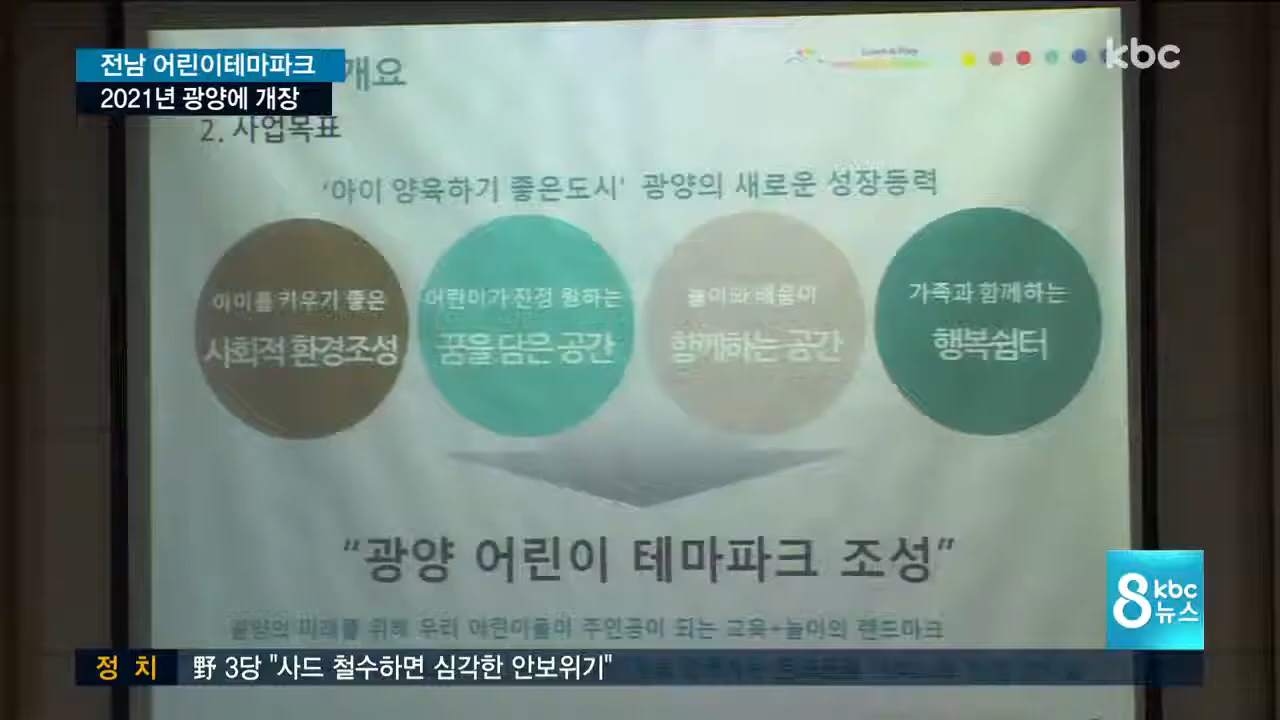 전남 어린이테마파크
2021년 광양에 개장
kbc
개요
2. 사업목표
'아이 양육하기 좋은도시' 광양의 새로운 성장동력
아이를 키우기 좋은
사회적 환경조성
어린이가 진정 원하는
꿈을 담은 공간
놀이와 배움이
함께하는 공간
가족과 함께하는
행복쉼터
“광양 어린이 테마파크 조성”
광양의 미래를 위해 우리 어린이들이 주인공이 되는 교육+놀이의 랜드마크
8 kbc
뉴스
정 치 野 3당 "사드 철수하면 심각한 안보위기"